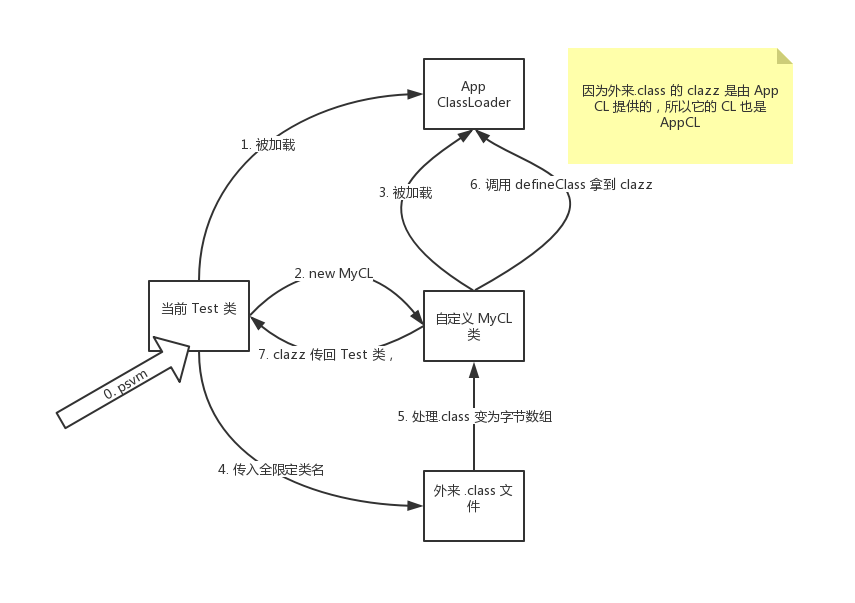 App
ClassLoader
因为外来.class 的 clazz 是由 App
CL 提供的，所以它的 CL 也是
AppCL
1. 被加载
3. 被加载
6. 调用 defineClass 拿到 clazz
2. new MyCL
当前 Test 类
自定义 MyCL
类
7. clazz 传回 Test 类，
0. psvm
5. 处理.class 变为字节数组
4. 传入全限定类名
外来 .class 文
件